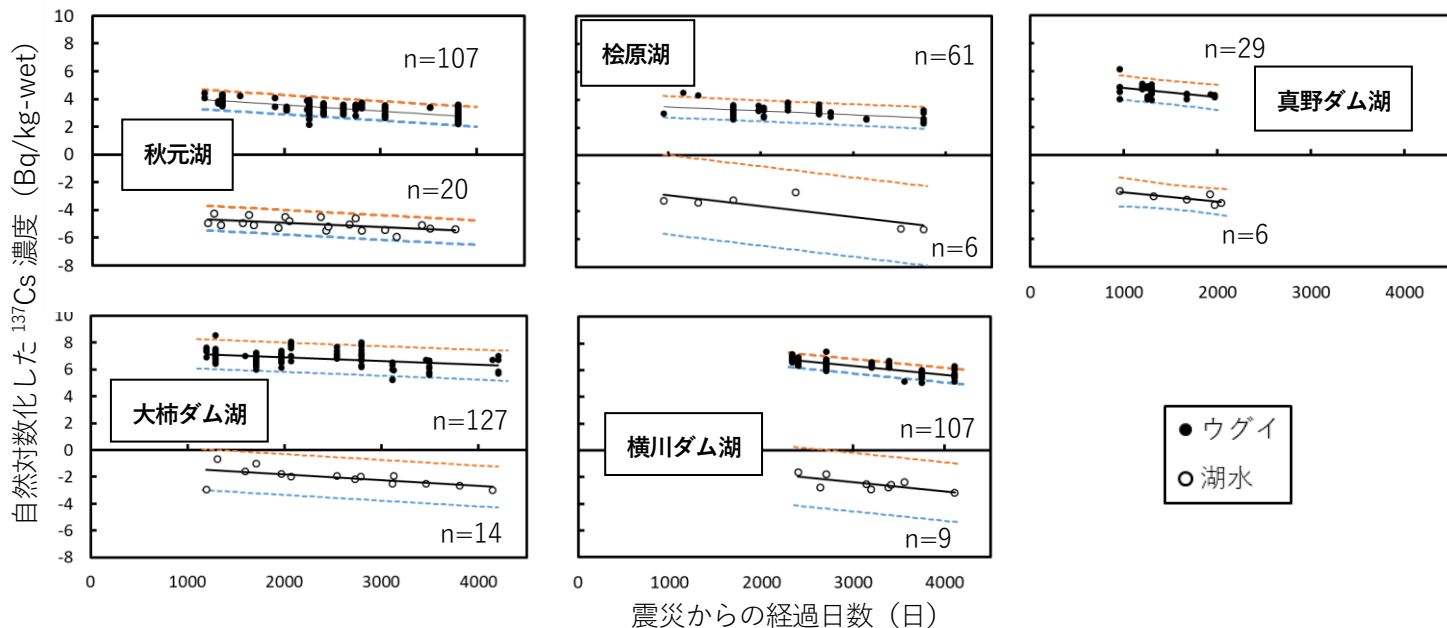 自然対数化した ¹³⁷Cs 濃度（Bq/kg-wet）
10
8
6
4
2
0
-2
-4
-6
-8
n=107
秋元湖
n=20
桧原湖
n=61
n=6
n=29
真野ダム湖
n=6
0 1000 2000 3000 4000
10
8
6
4
2
0
-2
-4
-6
-8
大柿ダム湖
n=127
n=14
0 1000 2000 3000 4000
横川ダム湖
n=107
n=9
0 1000 2000 3000 4000
ウグイ
湖水
震災からの経過日数（日）